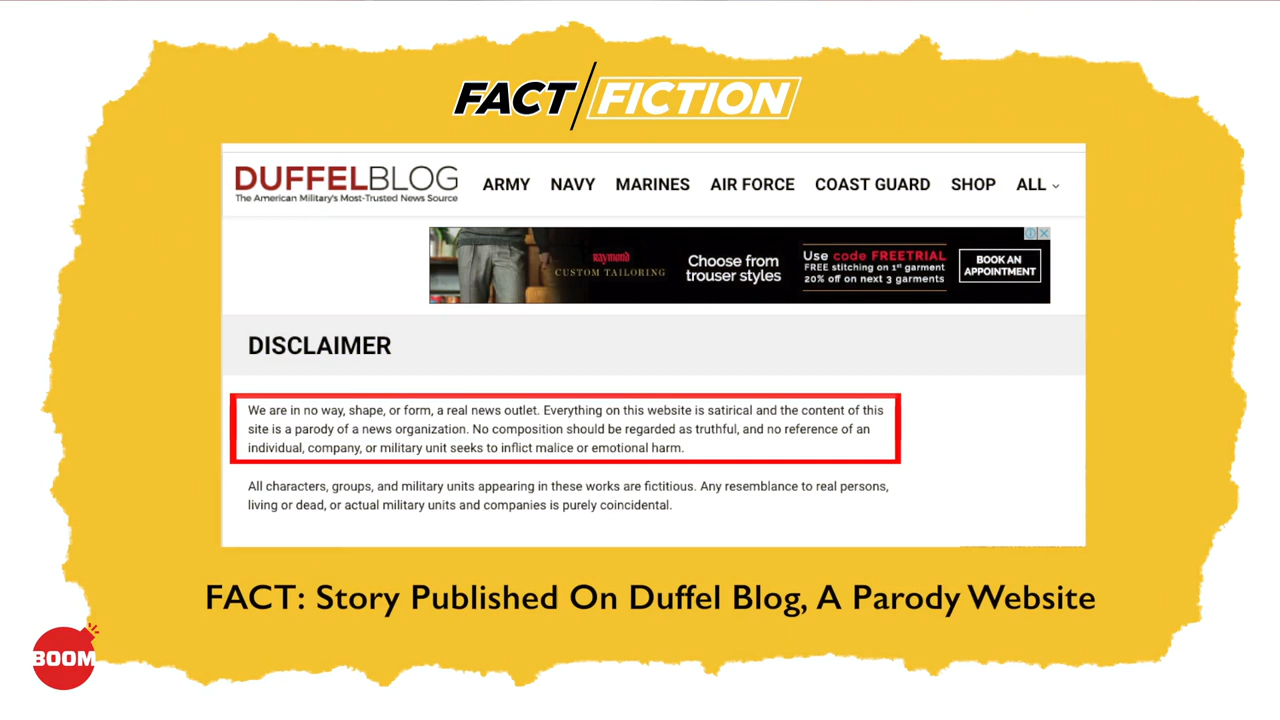 FACT/FICTION
DUFFELBLOG
The American Military's Most-Trusted News Source
ARMY NAVY MARINES AIR FORCE COAST GUARD SHOP ALL
Raymond
CUSTOM TAILORING
Choose from
trouser styles
Use code FREETRIAL
FREE stitching on 1st garment
20% off on next 3 garments
BOOK AN
APPOINTMENT
DISCLAIMER
We are in no way, shape, or form, a real news outlet. Everything on this website is satirical and the content of this
site is a parody of a news organization. No composition should be regarded as truthful, and no reference of an
individual, company, or military unit seeks to inflict malice or emotional harm.
All characters, groups, and military units appearing in these works are fictitious. Any resemblance to real persons,
living or dead, or actual military units and companies is purely coincidental.
FACT: Story Published On Duffel Blog, A Parody Website
BOOM